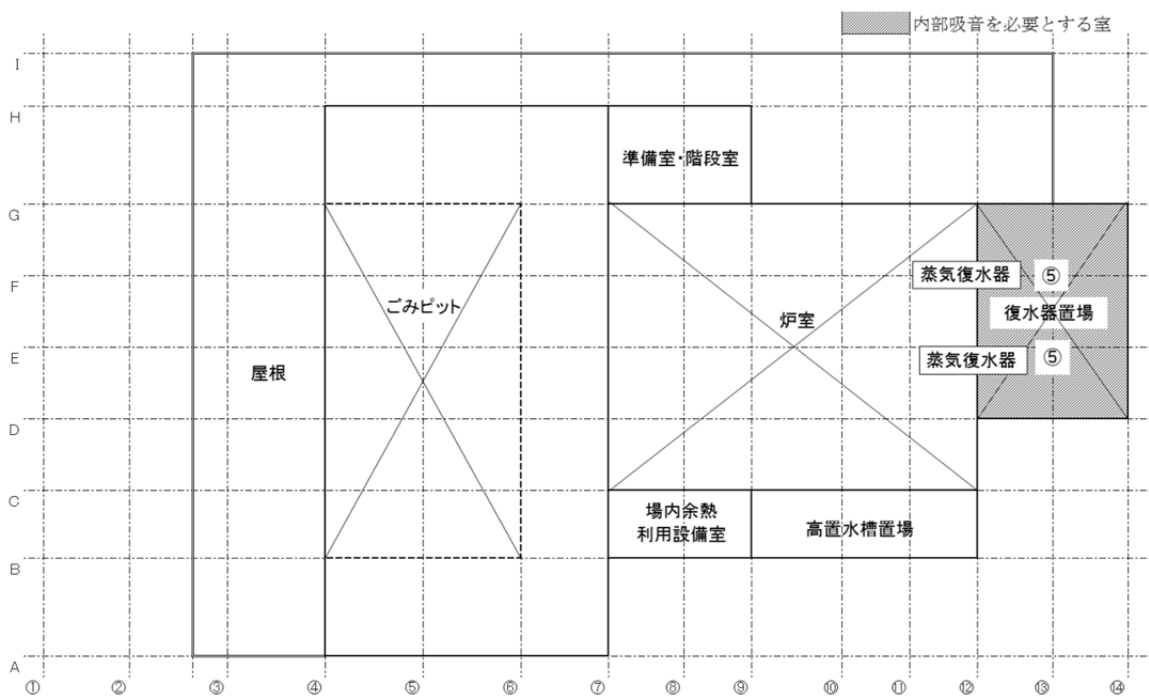 内部吸音を必要とする室
I
H
準備室・階段室
G
F
蒸気復水器
⑤
ごみピット
炉室
復水器置場
E
屋根
蒸気復水器
⑤
D
C
場内余熱
利用設備室
高置水槽置場
B
A
①
②
③
④
⑤
⑥
⑦
⑧
⑨
⑩
⑪
⑫
⑬
⑭